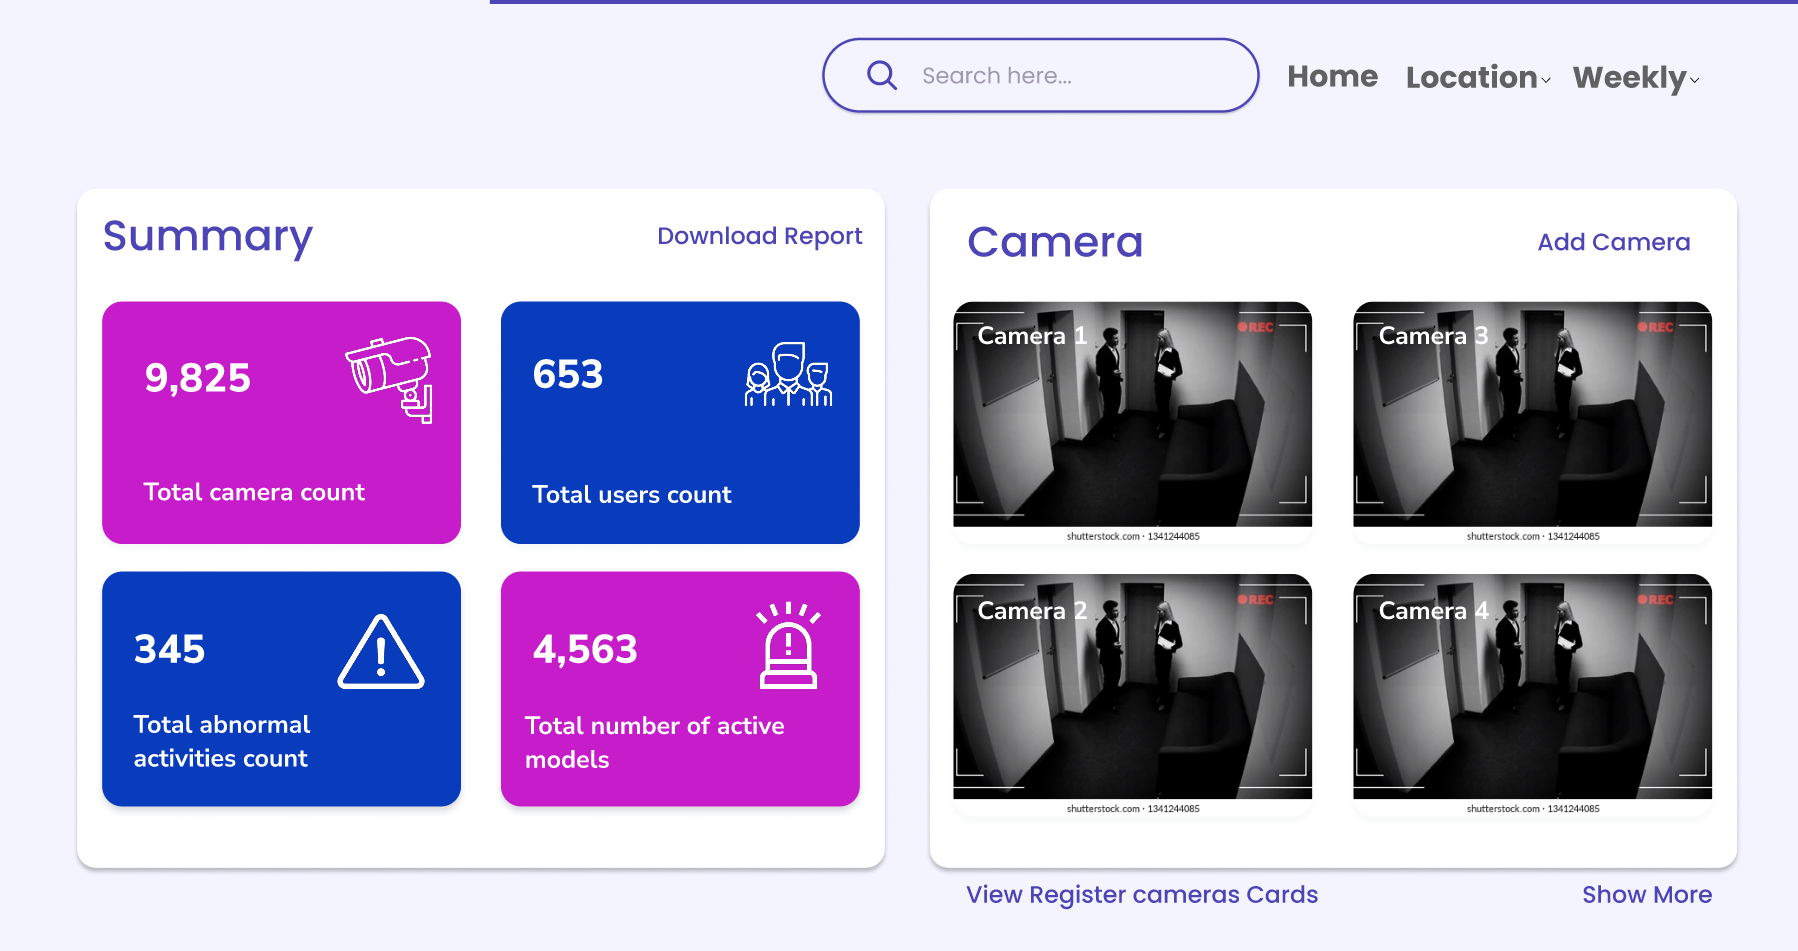 Search here...
Home
Location
Weekly
Summary
Download Report
9,825
Total camera count
653
Total users count
345
Total abnormal
activities count
4,563
Total number of active
models
Camera
Add Camera
Camera 1
REC
shutterstock.com · 1341244085
Camera 3
REC
shutterstock.com · 1341244085
Camera 2
REC
shutterstock.com · 1341244085
Camera 4
REC
shutterstock.com · 1341244085
View Register cameras Cards
Show More